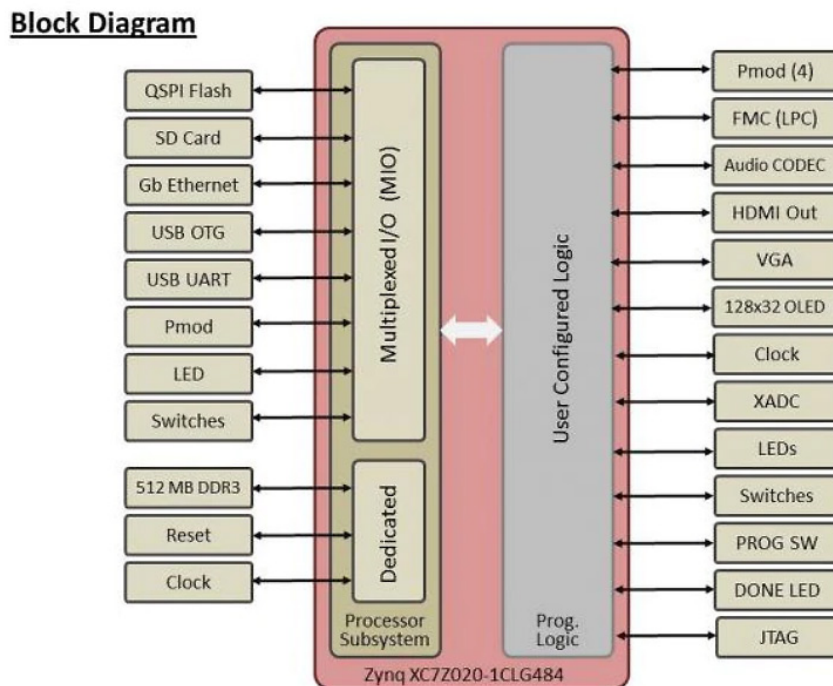 Block Diagram
QSPI Flash
SD Card
Gb Ethernet
USB OTG
USB UART
Pmod
LED
Switches
512 MB DDR3
Reset
Clock
Multiplexed I/O (MIO)
Dedicated
Processor
Subsystem
User Configured Logic
Prog.
Logic
Zynq XC7Z020-1CLG484
Pmod (4)
FMC (LPC)
Audio CODEC
HDMI Out
VGA
128x32 OLED
Clock
XADC
LEDs
Switches
PROG SW
DONE LED
JTAG